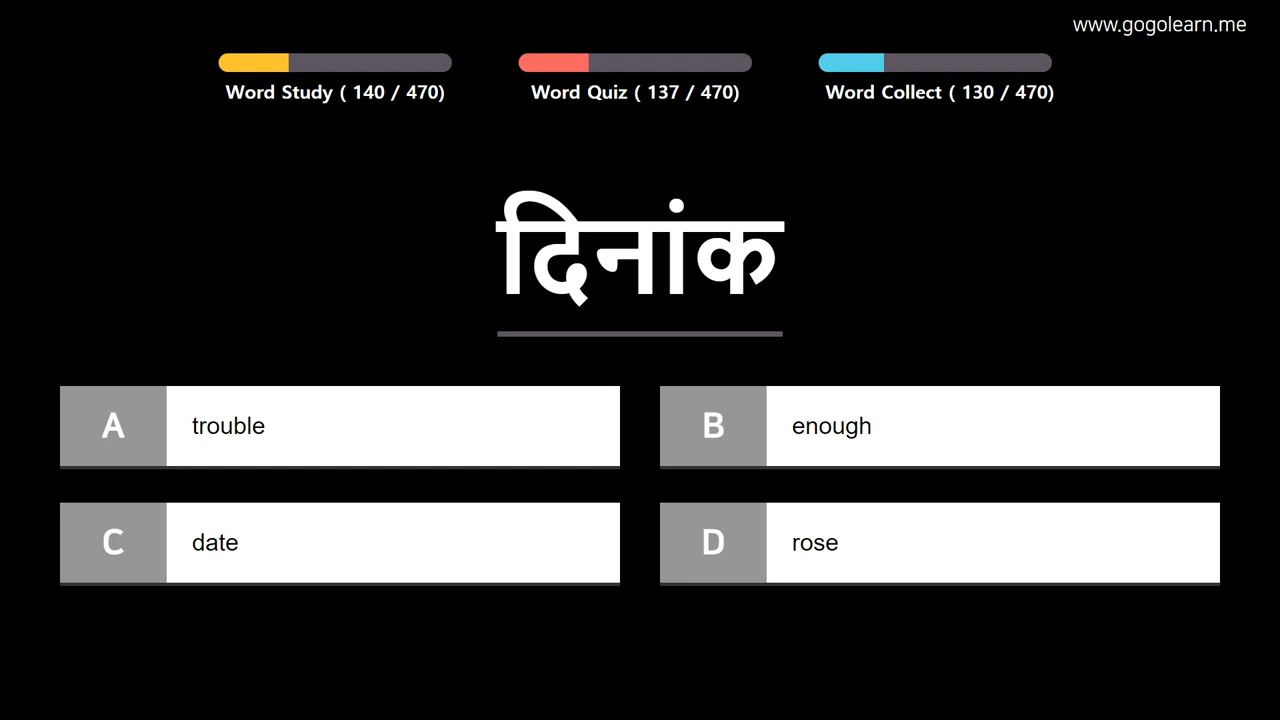 www.gogolearn.me
Word Study ( 140 / 470)
Word Quiz ( 137 / 470)
Word Collect ( 130 / 470)
दिनांक
A trouble
B enough
C date
D rose